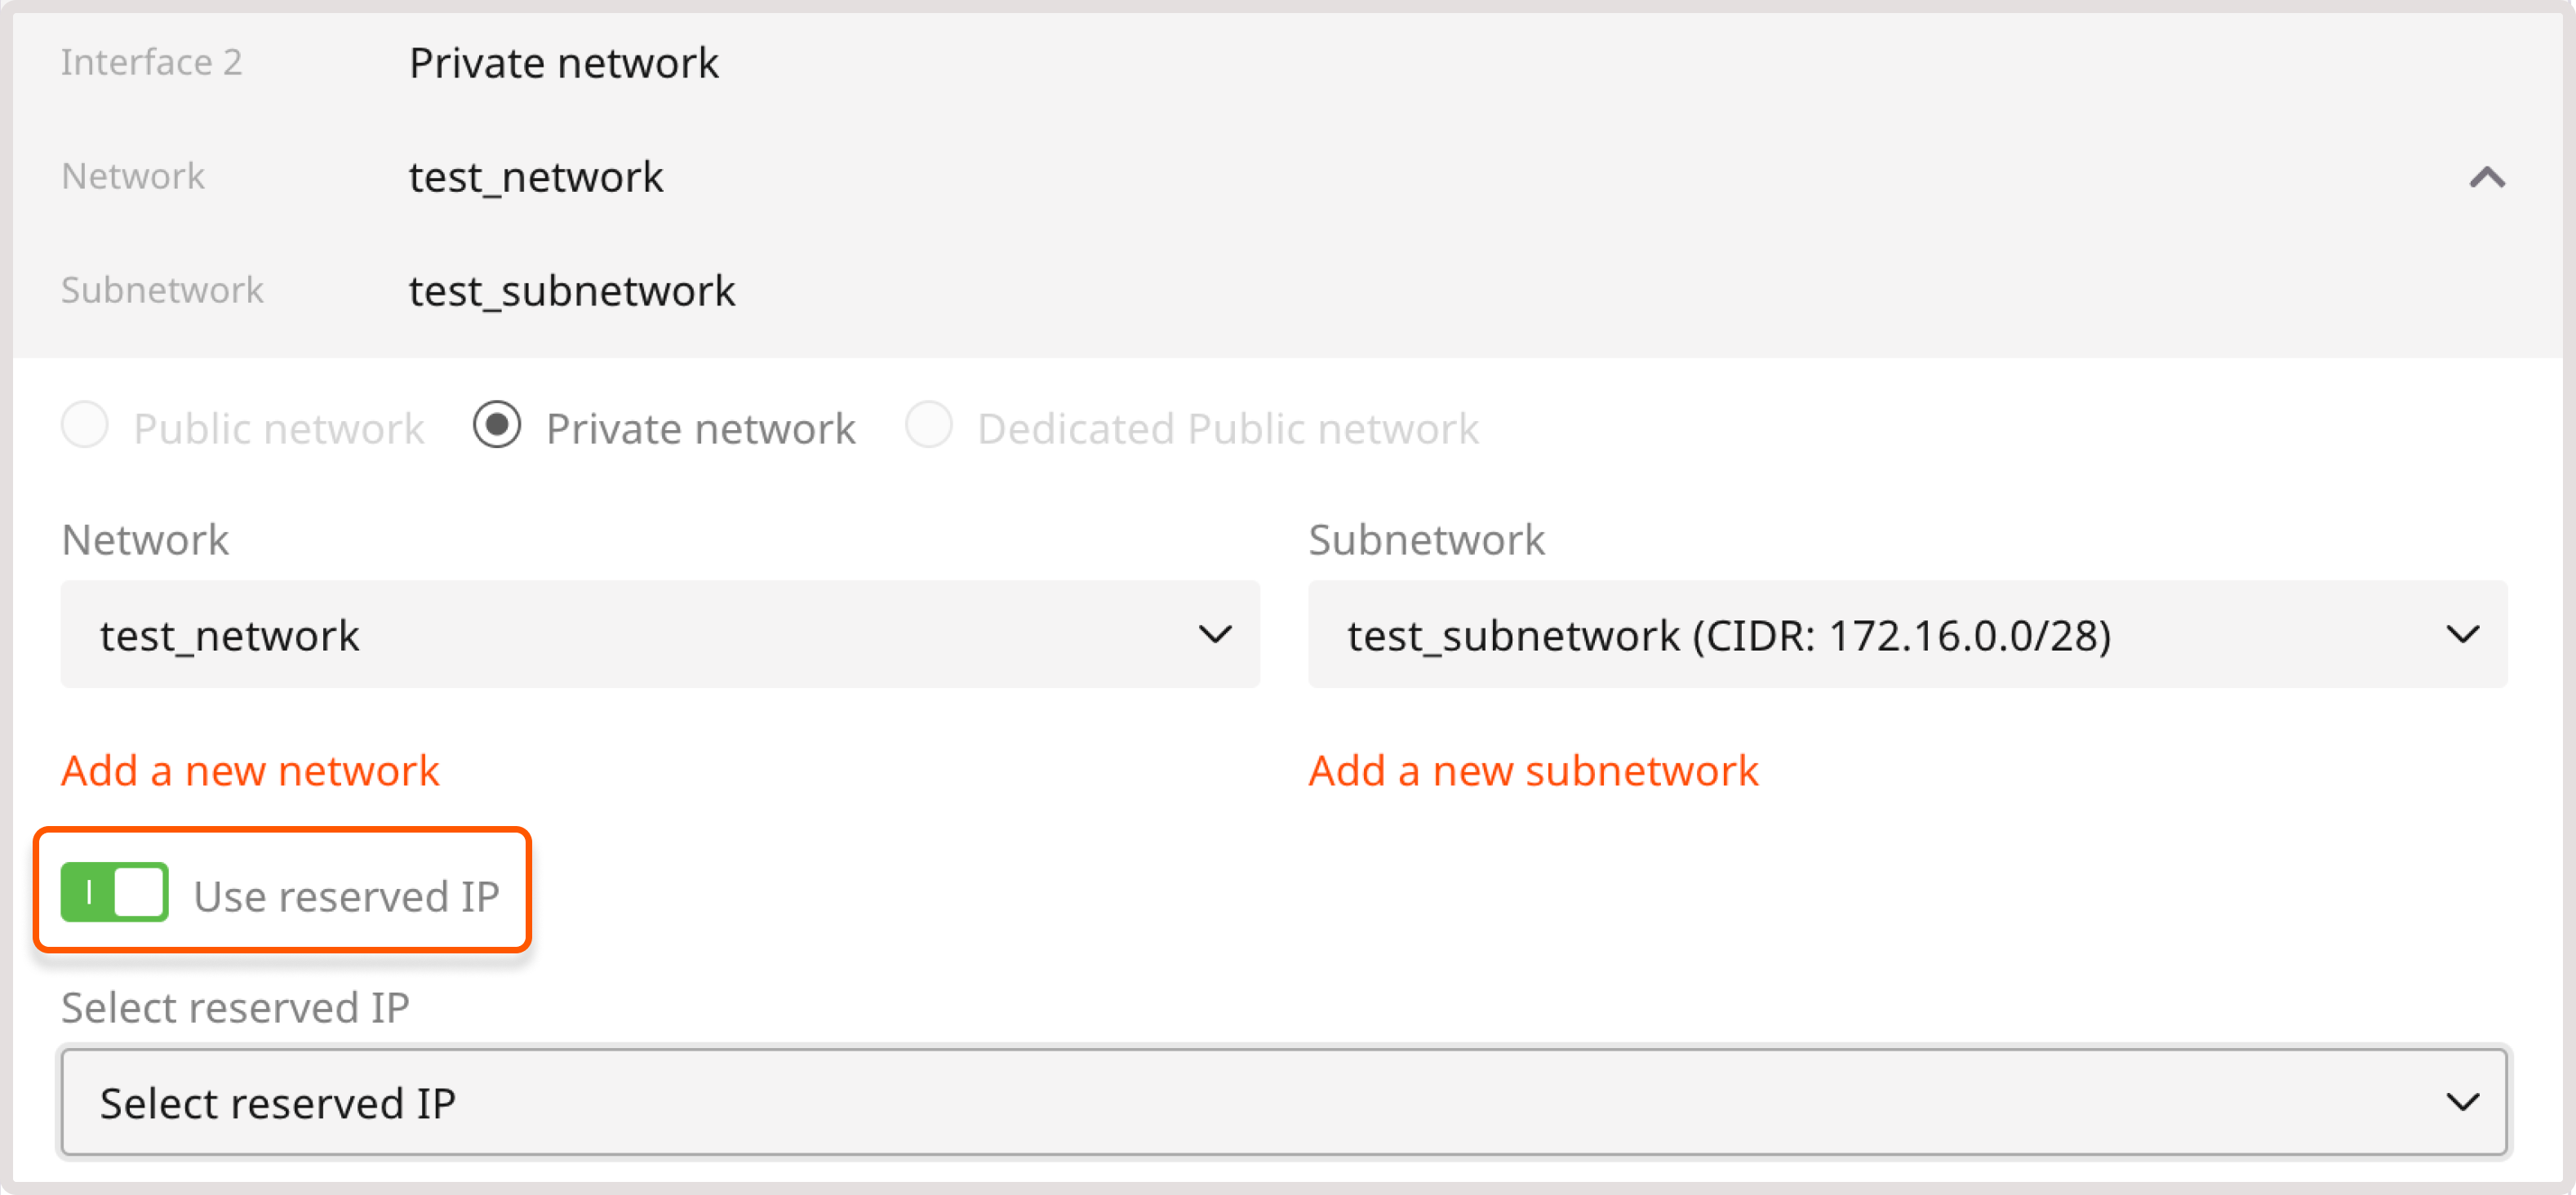 Interface 2 Private network
Network test_network
Subnetwork test_subnetwork
Public network Private network Dedicated Public network
Network Subnetwork
test_network test_subnetwork (CIDR: 172.16.0.0/28)
Add a new network Add a new subnetwork
Use reserved IP
Select reserved IP
Select reserved IP